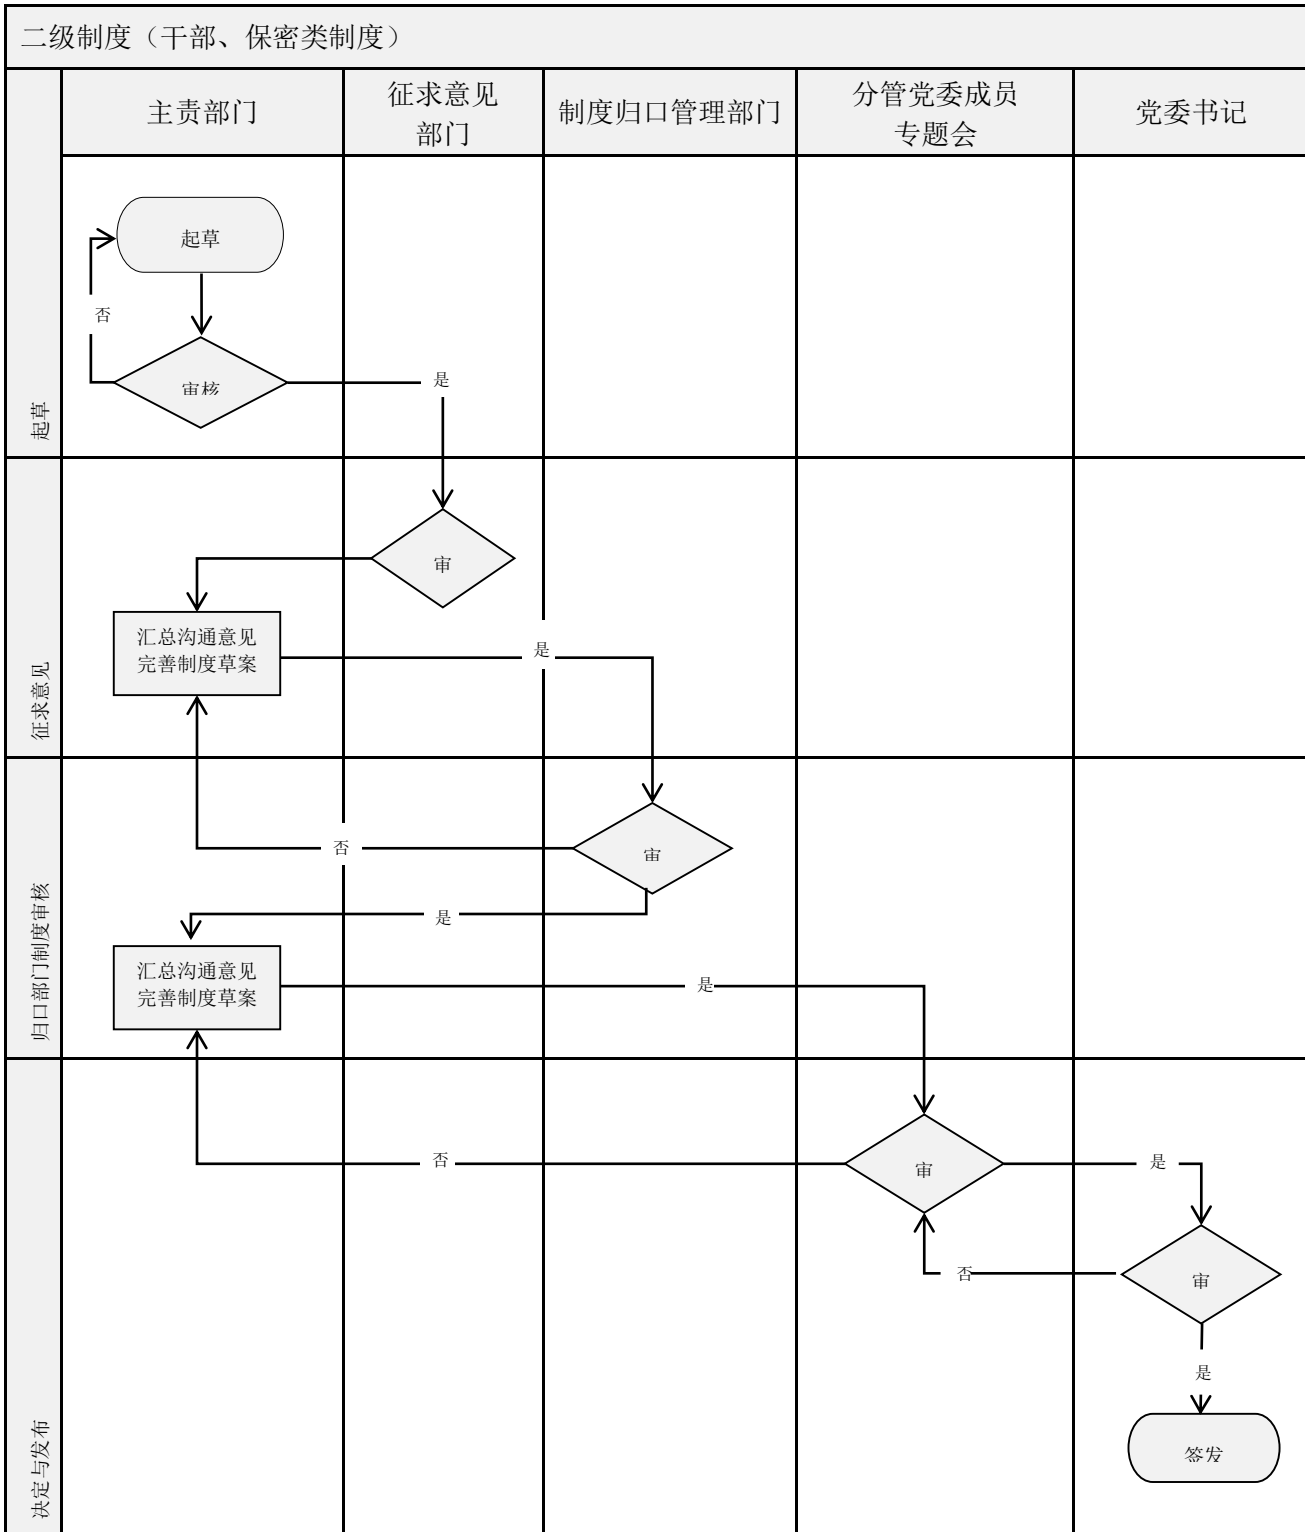 二级制度（干部、保密类制度）
主责部门
征求意见
部门
制度归口管理部门
分管党委成员
专题会
党委书记
起草
起草
否
审核
是
征求意见
审
汇总沟通意见
完善制度草案
是
归口部门制度审核
审
否
是
汇总沟通意见
完善制度草案
是
决定与发布
审
否
是
审
否
是
签发